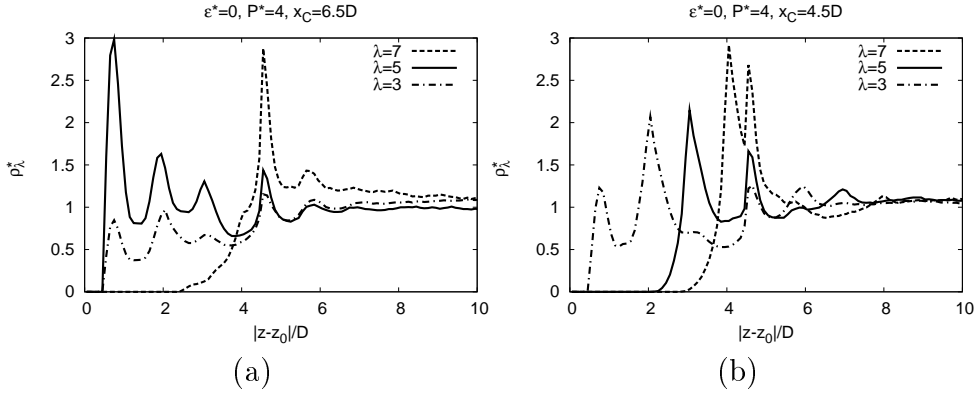 ε*=0, P*=4, x_C=6.5D
3
2.5
2
1.5
1
0.5
0
ρ*_λ
λ=7
λ=5
λ=3
0 2 4 6 8 10
|z-z_0|/D
(a)
ε*=0, P*=4, x_C=4.5D
3
2.5
2
1.5
1
0.5
0
ρ*_λ
λ=7
λ=5
λ=3
0 2 4 6 8 10
|z-z_0|/D
(b)